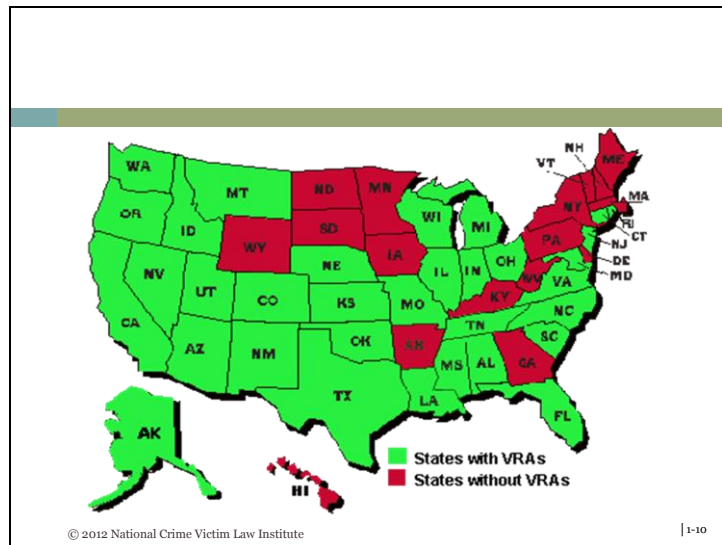 WA
MT
ND
MN
VT
NH
ME
OR
ID
WY
SD
WI
MI
NY
MA
RI
CT
NV
UT
NE
IA
IL
IN
OH
PA
NJ
DE
MD
CA
CO
KS
MO
KY
WV
VA
AZ
NM
OK
AR
TN
NC
SC
TX
LA
MS
AL
GA
FL
AK
HI
States with VRAs
States without VRAs
© 2012 National Crime Victim Law Institute
|1-10